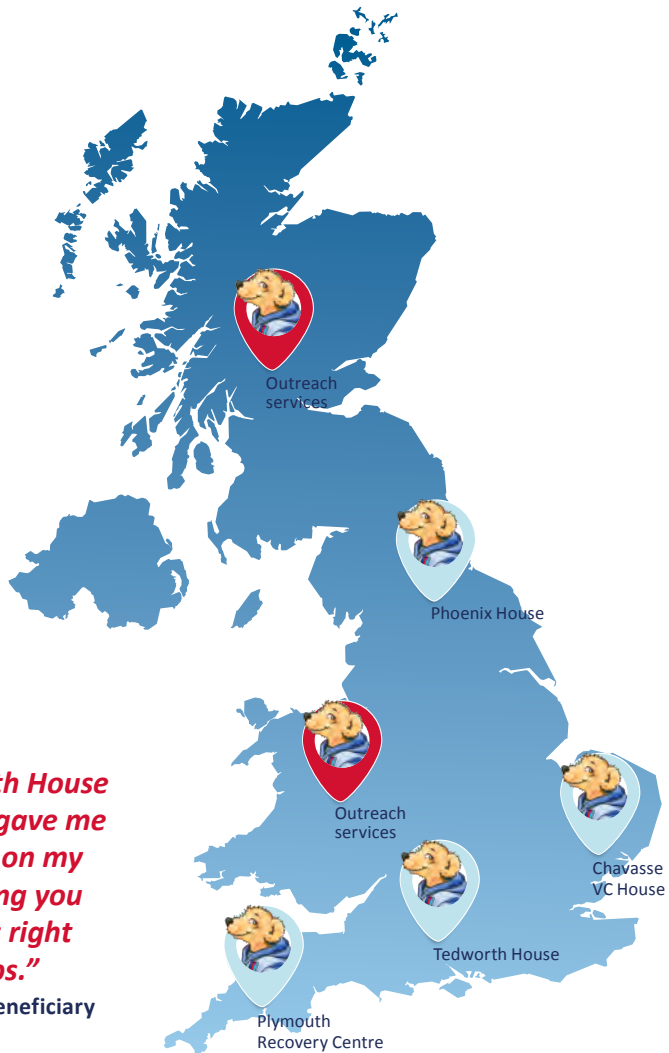 Outreach
services
Phoenix House
Outreach
services
Chavasse
VC House
Tedworth House
Plymouth
Recovery Centre
th House
gave me
on my
ng you
right
os.”
eneficiary